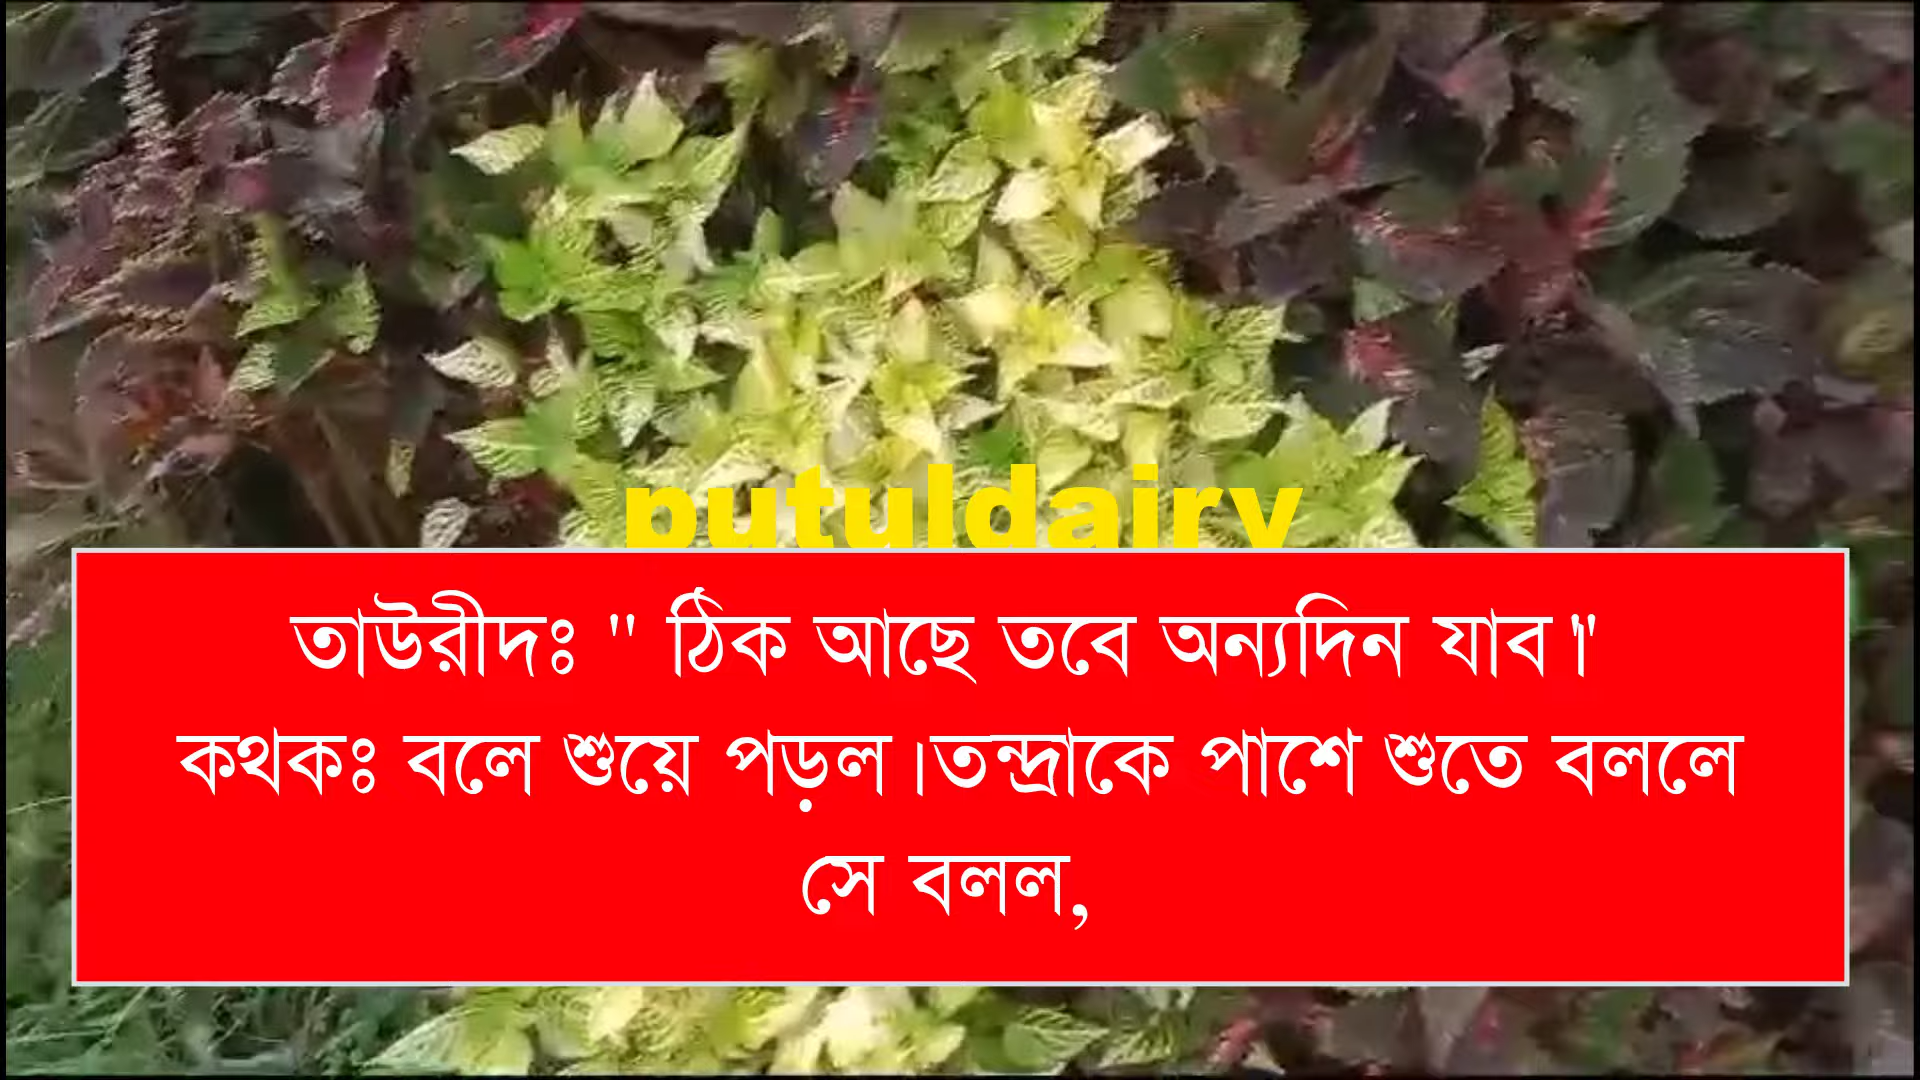 putuldairy
তাউরীদঃ " ঠিক আছে তবে অন্যদিন যাব।"
কথকঃ বলে শুয়ে পড়ল।তন্দ্রাকে পাশে শুতে বললে
সে বলল,